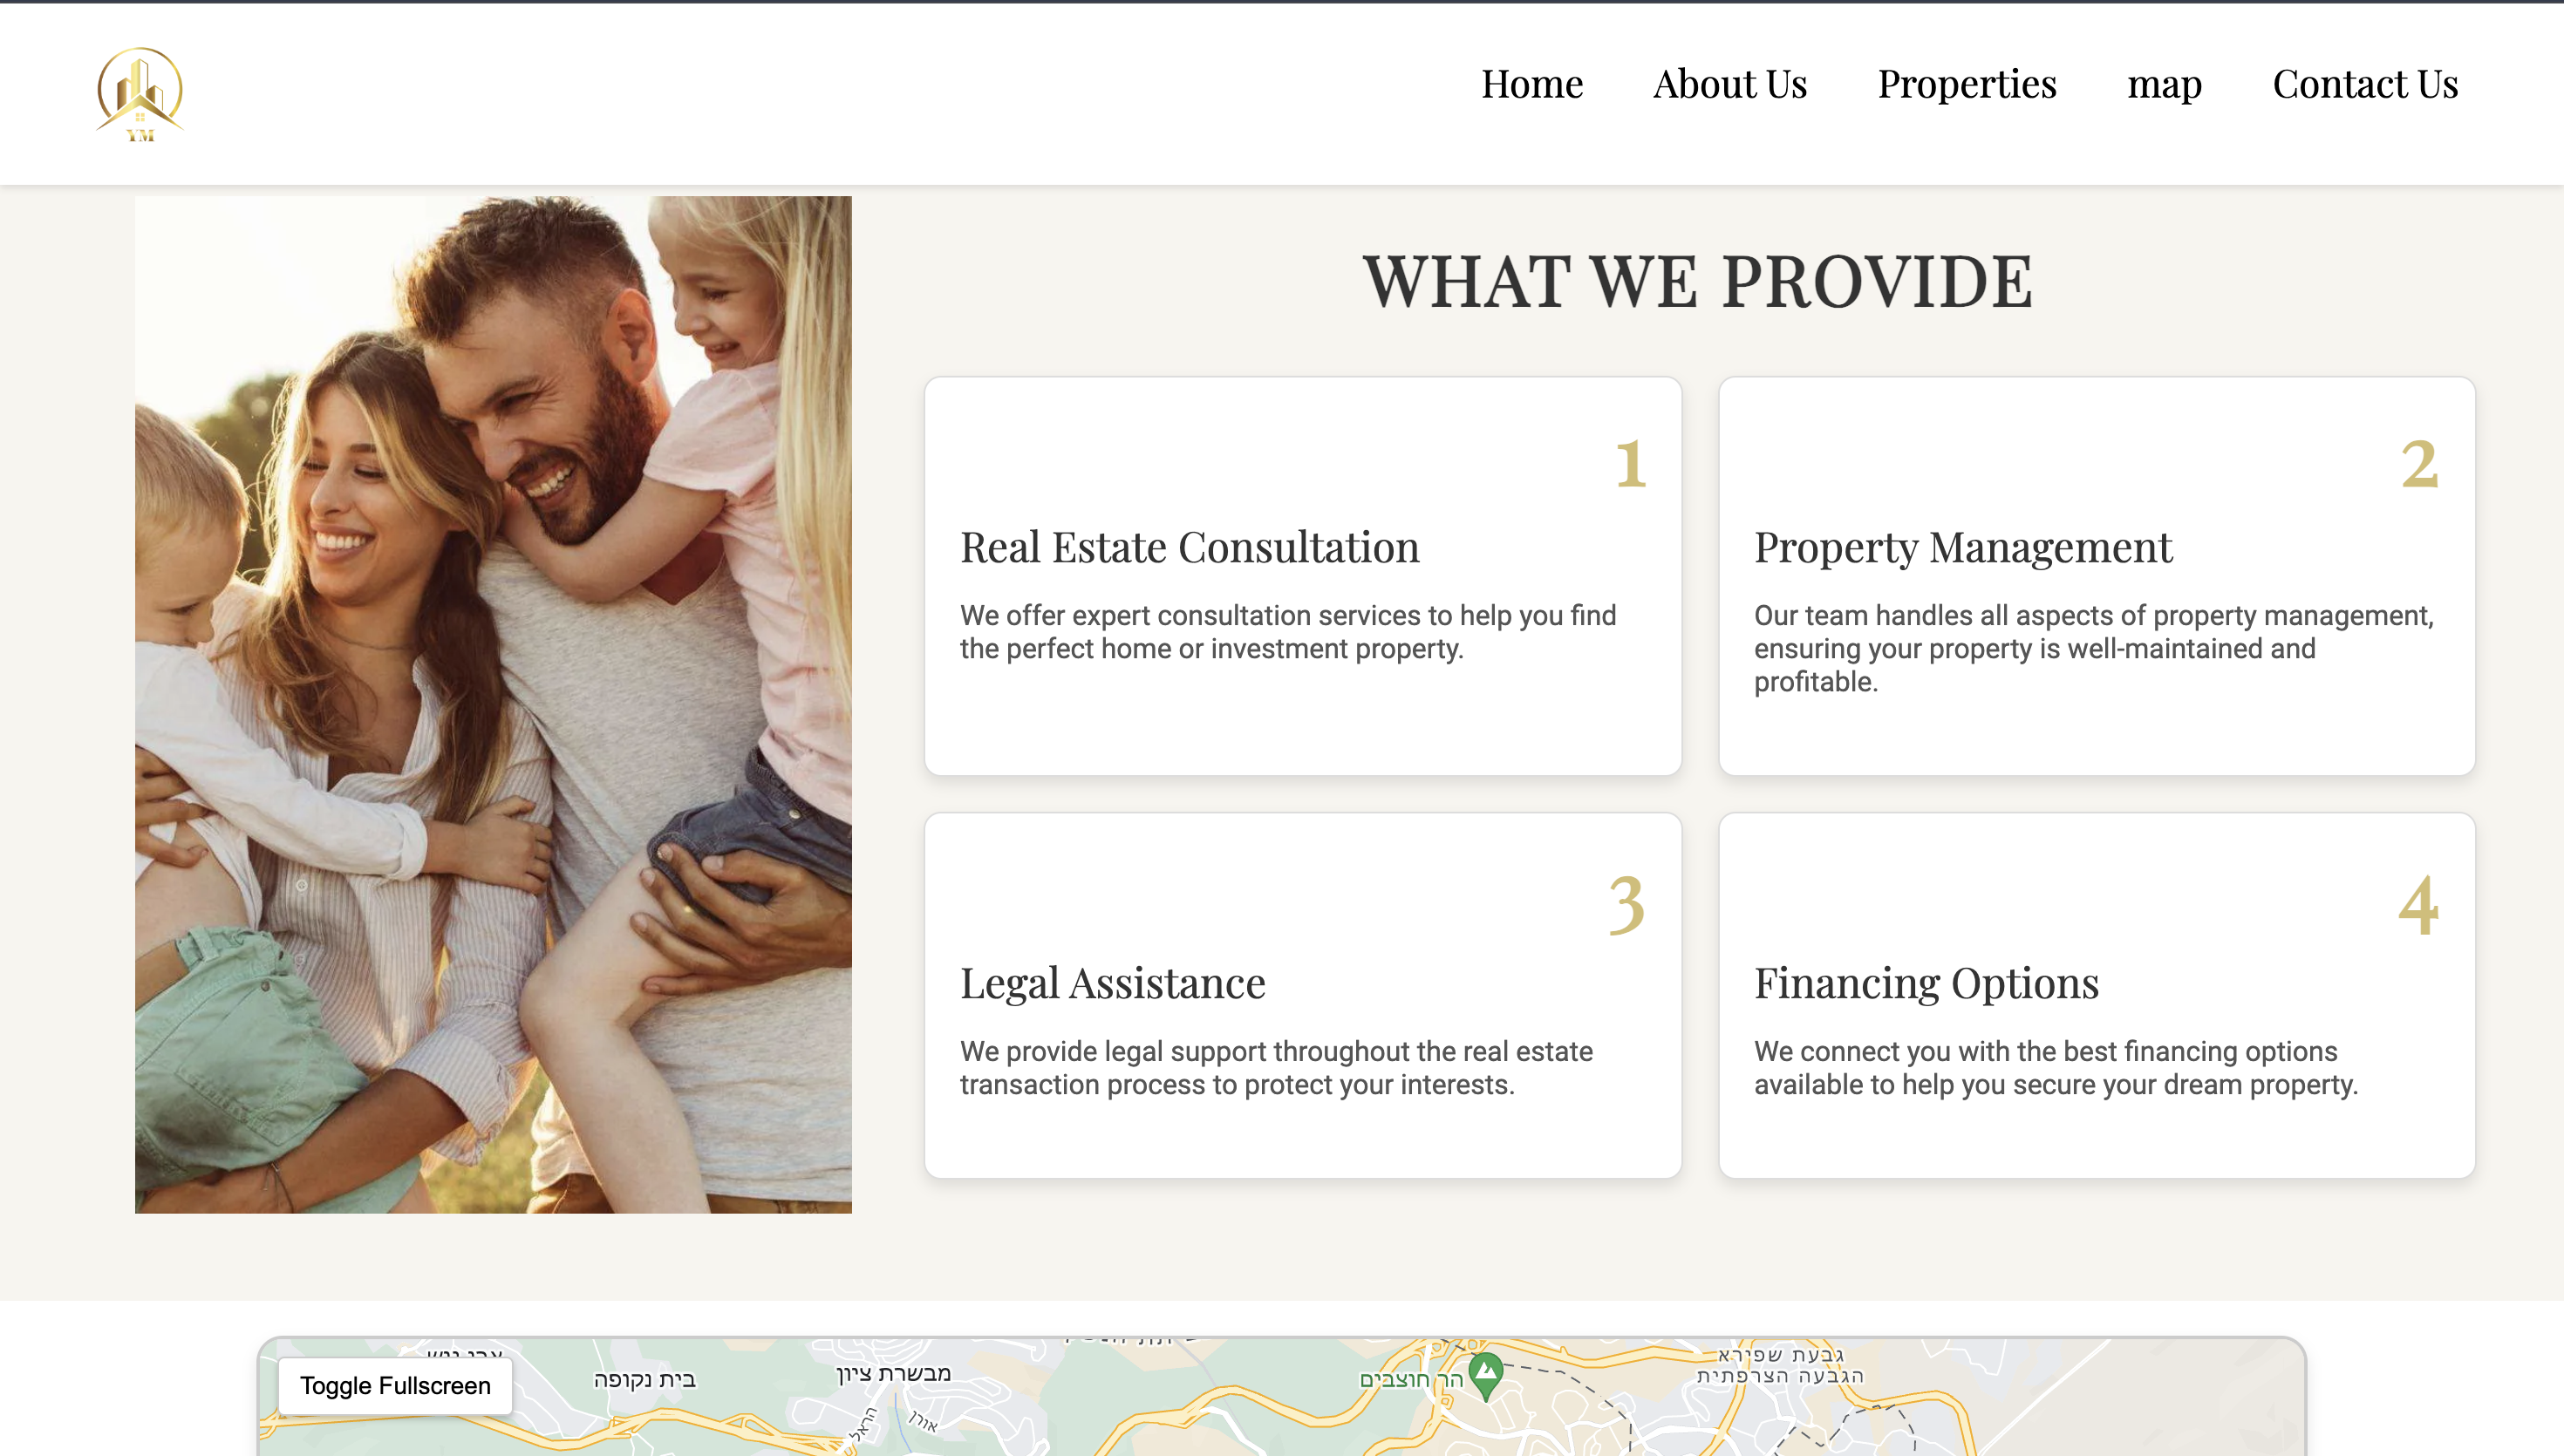 YM
Home
About Us
Properties
map
Contact Us
WHAT WE PROVIDE
1
Real Estate Consultation
We offer expert consultation services to help you find
the perfect home or investment property.
2
Property Management
Our team handles all aspects of property management,
ensuring your property is well-maintained and
profitable.
3
Legal Assistance
We provide legal support throughout the real estate
transaction process to protect your interests.
4
Financing Options
We connect you with the best financing options
available to help you secure your dream property.
Toggle Fullscreen
בית נקופה
מבשרת ציון
הראל
אורן
הר חוצבים
גבעת שפירא
הגבעה הצרפתית